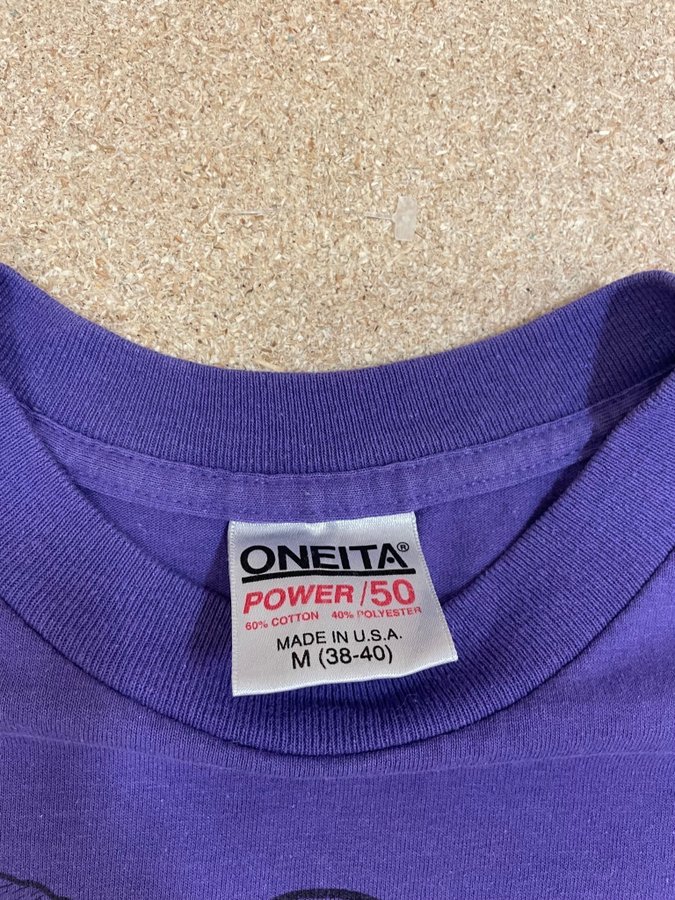 ONEITA®
POWER/50
60% COTTON 40% POLYESTER
MADE IN U.S.A.
M (38-40)